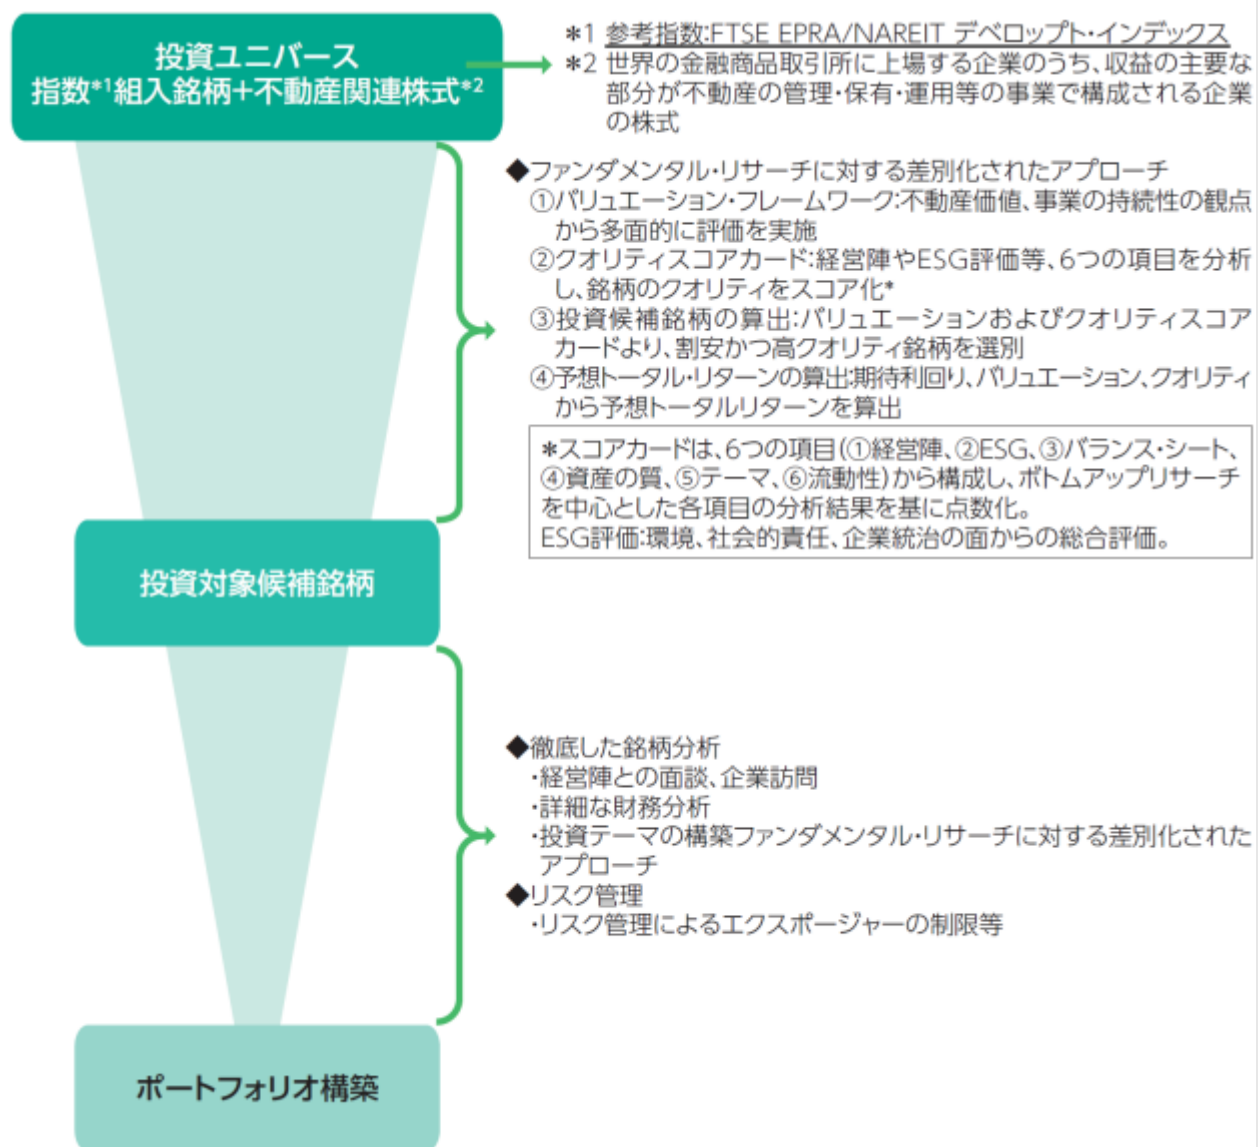 投資ユニバース
指数*1組入銘柄+不動産関連株式*2
*1 参考指数:FTSE EPRA/NAREIT デベロップト・インデックス
*2 世界の金融商品取引所に上場する企業のうち、収益の主要な
部分が不動産の管理・保有・運用等の事業で構成される企業
の株式
◆ファンダメンタル・リサーチに対する差別化されたアプローチ
①バリュエーション・フレームワーク:不動産価値、事業の持続性の観点
から多面的に評価を実施
②クオリティスコアカード:経営陣やESG評価等、6つの項目を分析
し、銘柄のクオリティをスコア化*
③投資候補銘柄の算出:バリュエーションおよびクオリティスコア
カードより、割安かつ高クオリティ銘柄を選別
④予想トータル・リターンの算出:期待利回り、バリュエーション、クオリティ
から予想トータルリターンを算出
*スコアカードは、6つの項目(①経営陣、②ESG、③バランス・シート、
④資産の質、⑤テーマ、⑥流動性)から構成し、ボトムアップリサーチ
を中心とした各項目の分析結果を基に点数化。
ESG評価:環境、社会的責任、企業統治の面からの総合評価。
投資対象候補銘柄
◆徹底した銘柄分析
・経営陣との面談、企業訪問
・詳細な財務分析
・投資テーマの構築ファンダメンタル・リサーチに対する差別化された
アプローチ
◆リスク管理
・リスク管理によるエクスポージャーの制限等
ポートフォリオ構築